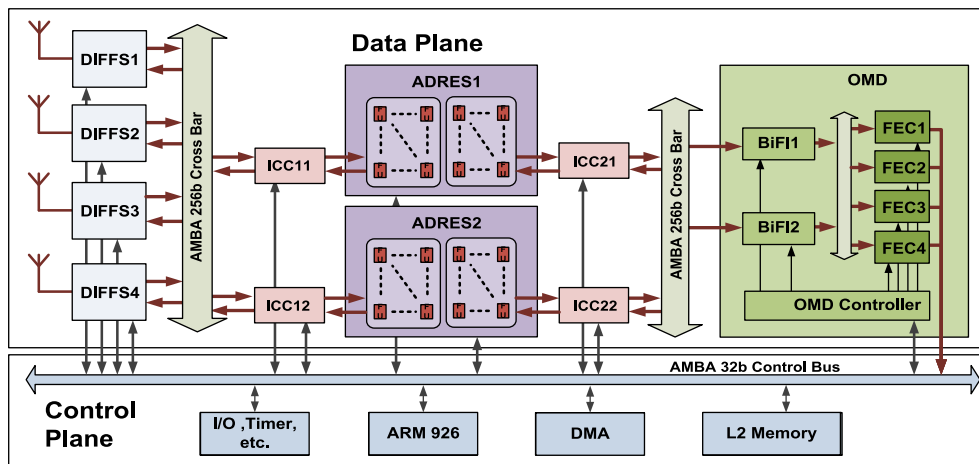 Data Plane
DIFFS1
DIFFS2
DIFFS3
DIFFS4
AMBA 256b Cross Bar
ICC11
ICC12
ADRES1
ADRES2
ICC21
ICC22
AMBA 256b Cross Bar
OMD
BiFI1
BiFI2
FEC1
FEC2
FEC3
FEC4
OMD Controller
AMBA 32b Control Bus
Control
Plane
I/O ,Timer,
etc.
ARM 926
DMA
L2 Memory